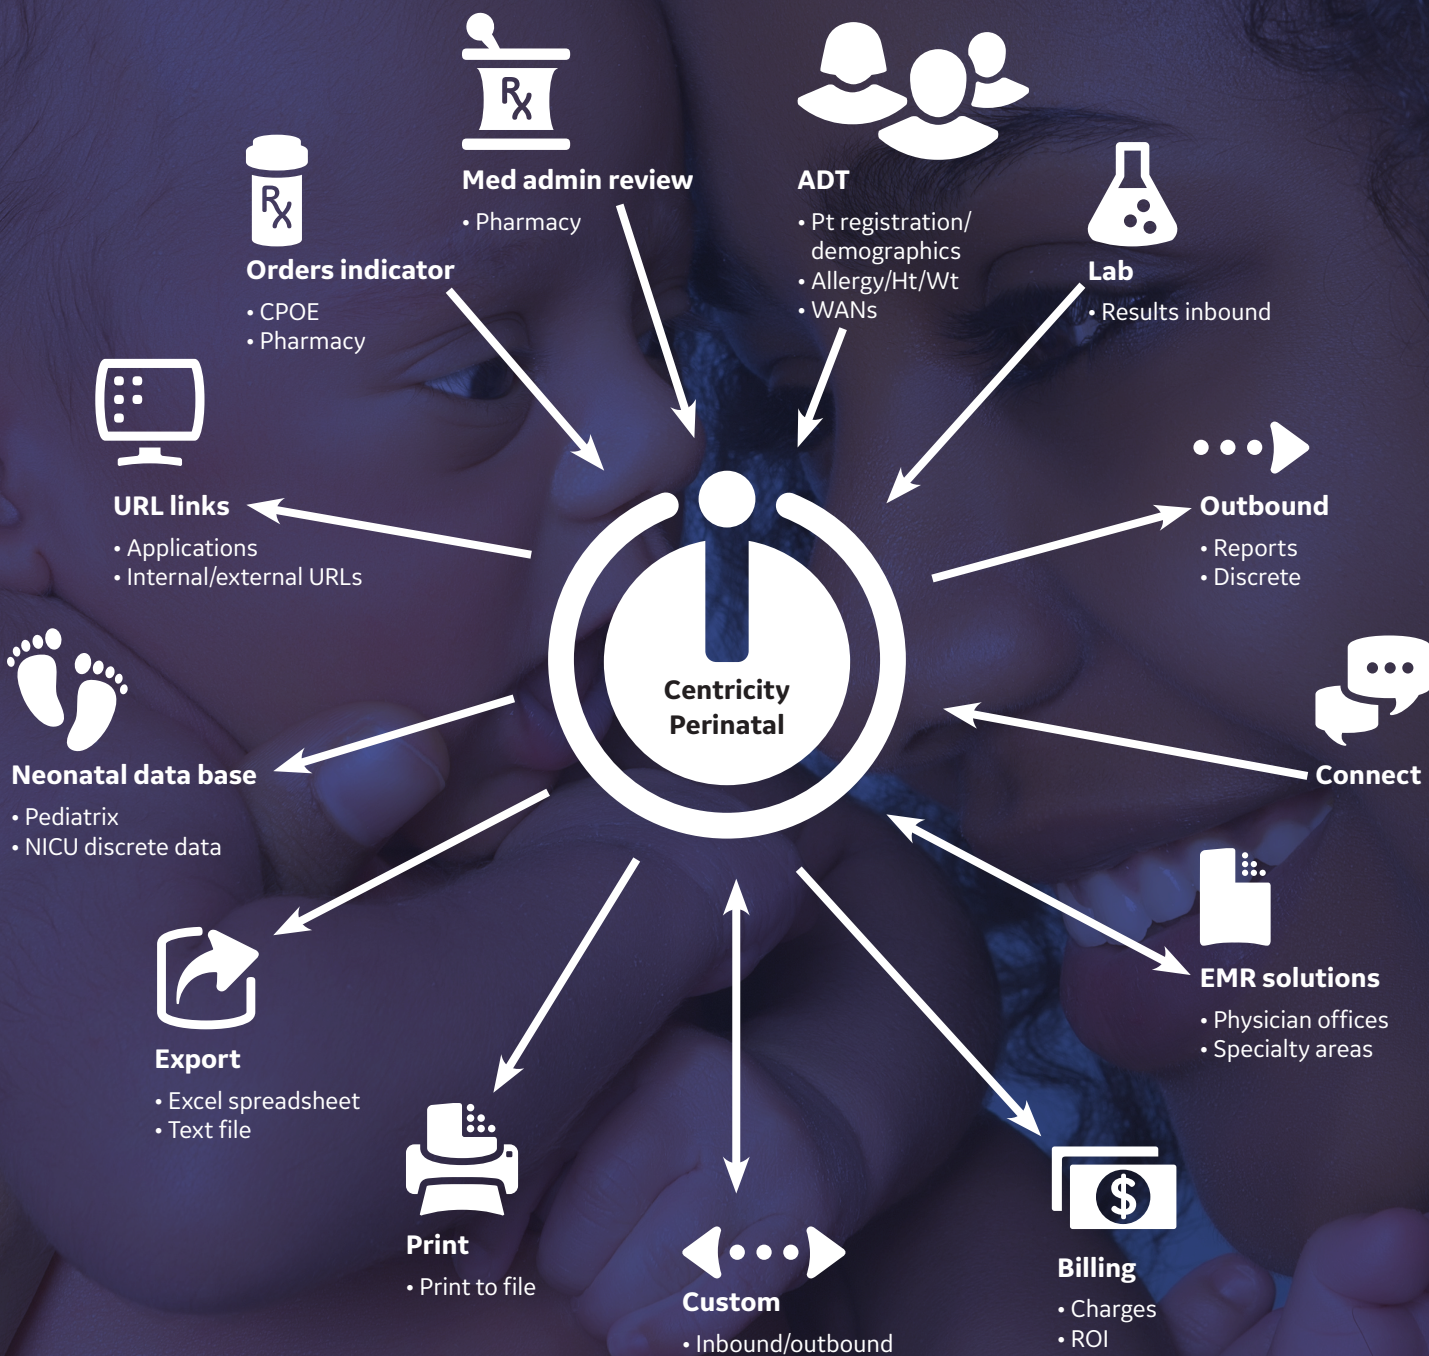 Rx
Med admin review
• Pharmacy
ADT
• Pt registration/
demographics
• Allergy/Ht/Wt
• WANs
Rx
Orders indicator
• CPOE
• Pharmacy
Lab
• Results inbound
URL links
• Applications
• Internal/external URLs
Outbound
• Reports
• Discrete
Centricity
Perinatal
Neonatal data base
• Pediatrix
• NICU discrete data
Connect
EMR solutions
• Physician offices
• Specialty areas
Export
• Excel spreadsheet
• Text file
Print
• Print to file
Custom
• Inbound/outbound
$
Billing
• Charges
• ROI